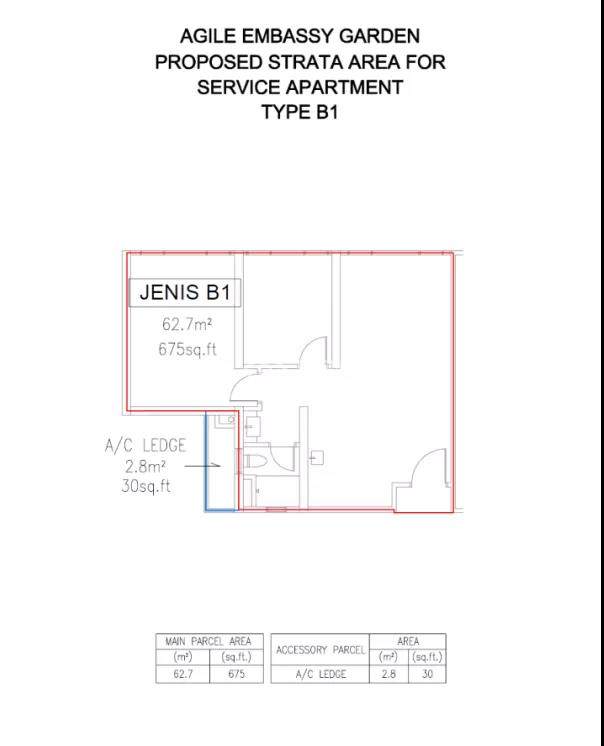 AGILE EMBASSY GARDEN
PROPOSED STRATA AREA FOR
SERVICE APARTMENT
TYPE B1
JENIS B1
62.7m²
675sq.ft
A/C LEDGE
2.8m²
30sq.ft
MAIN PARCEL AREA
(m²) (sq.ft.)
62.7 675
ACCESSORY PARCEL AREA
(m²) (sq.ft.)
A/C LEDGE 2.8 30